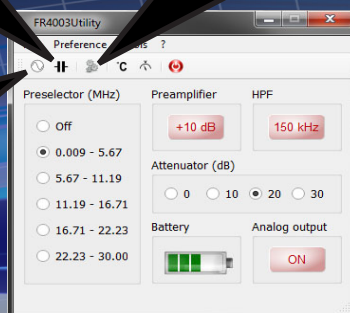 FR4003Utility
Preference
?
°C
Preselector (MHz)
Off
0.009 - 5.67
5.67 - 11.19
11.19 - 16.71
16.71 - 22.23
22.23 - 30.00
Preamplifier
+10 dB
HPF
150 kHz
Attenuator (dB)
0 10 20 30
Battery
Analog output
ON